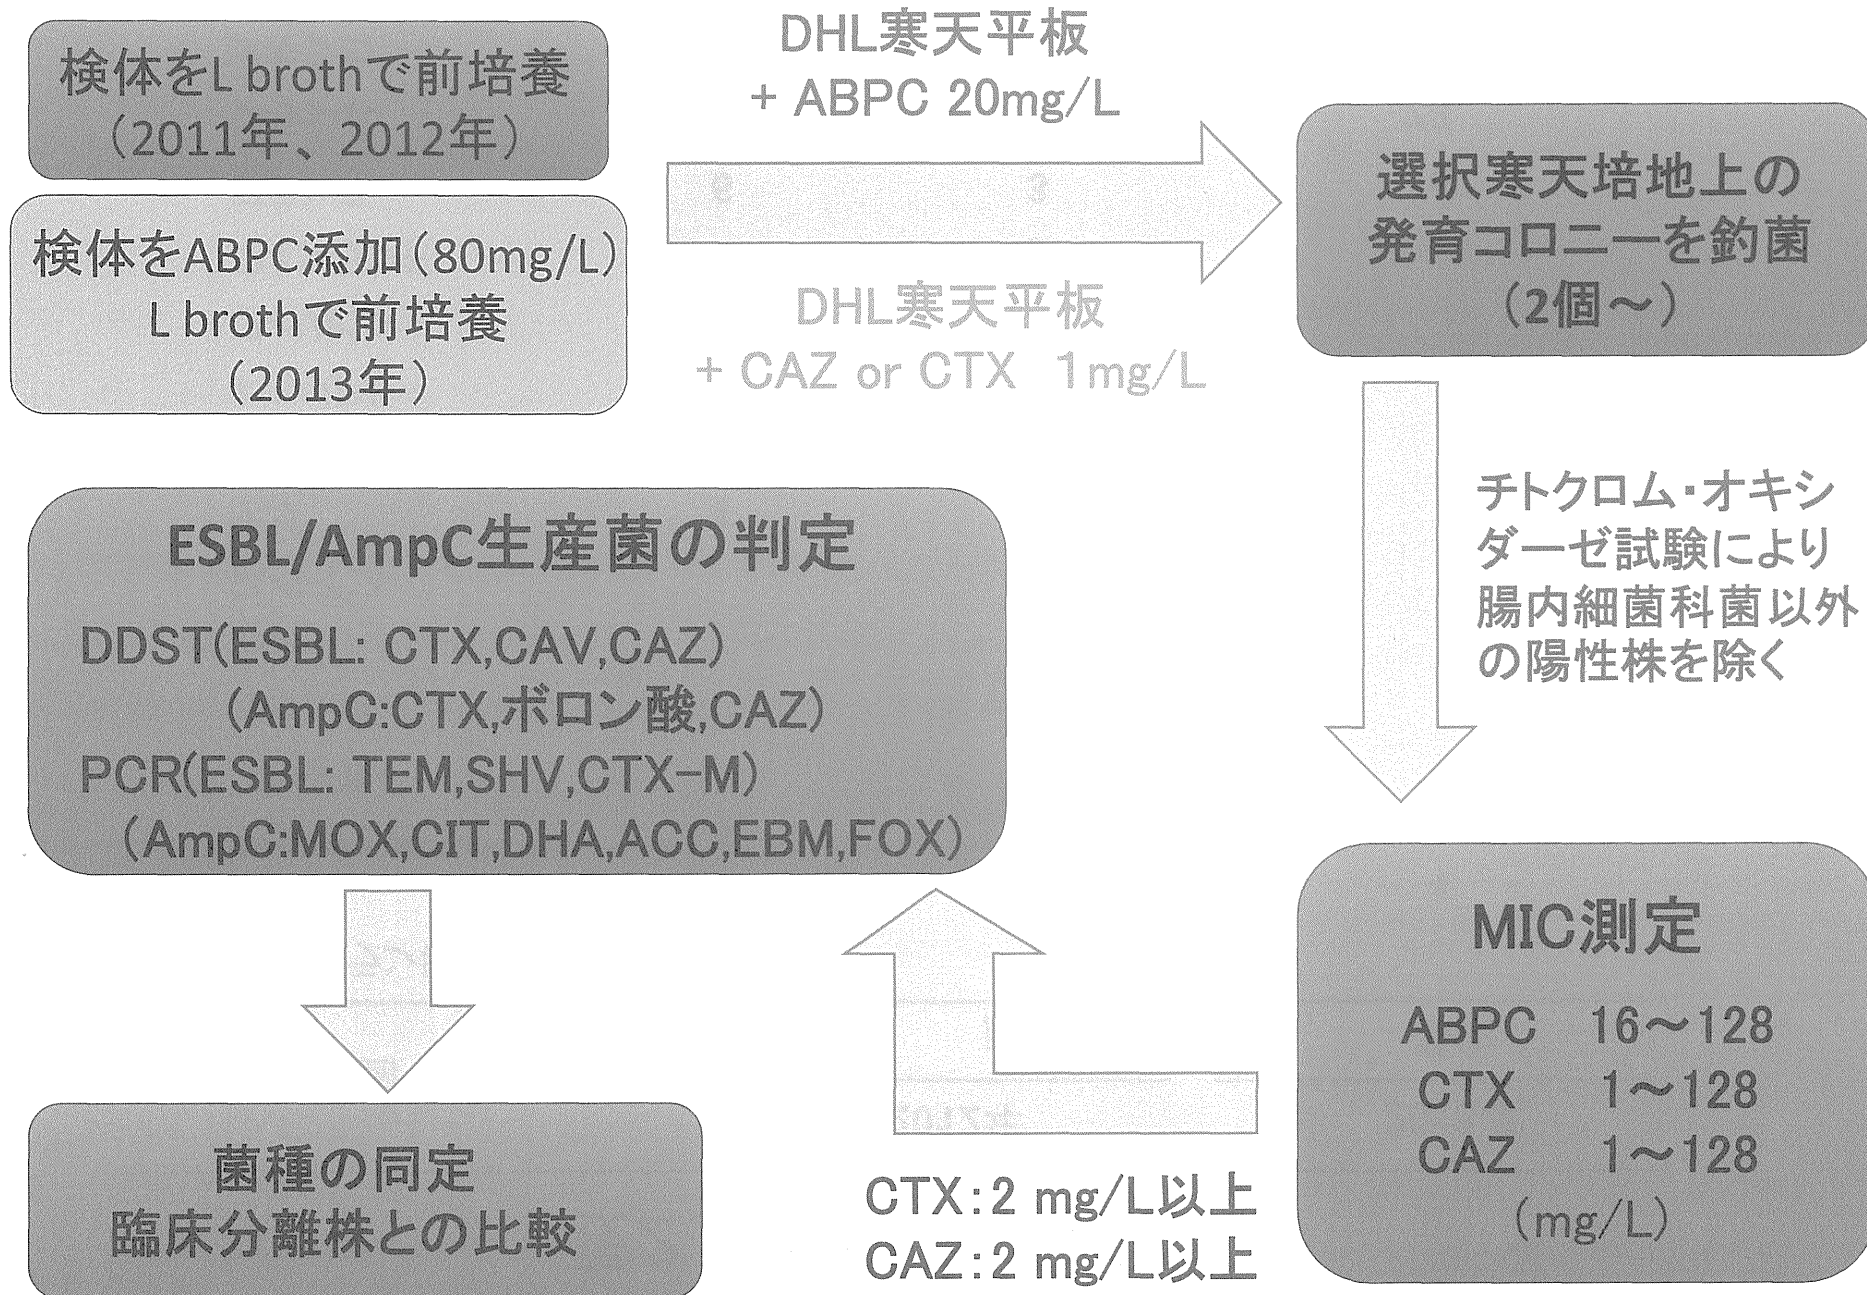 検体をL brothで前培養
（2011年、2012年）
検体をABPC添加（80mg/L）
L brothで前培養
（2013年）
DHL寒天平板
+ ABPC 20mg/L
DHL寒天平板
+ CAZ or CTX 1mg/L
選択寒天培地上の
発育コロニーを釣菌
（2個～）
チトクロム・オキシ
ダーゼ試験により
腸内細菌科菌以外
の陽性株を除く
MIC測定
ABPC 16～128
CTX 1～128
CAZ 1～128
（mg/L）
CTX：2 mg/L以上
CAZ：2 mg/L以上
ESBL/AmpC生産菌の判定
DDST(ESBL: CTX,CAV,CAZ)
(AmpC:CTX,ボロン酸,CAZ)
PCR(ESBL: TEM,SHV,CTX-M)
(AmpC:MOX,CIT,DHA,ACC,EBM,FOX)
菌種の同定
臨床分離株との比較